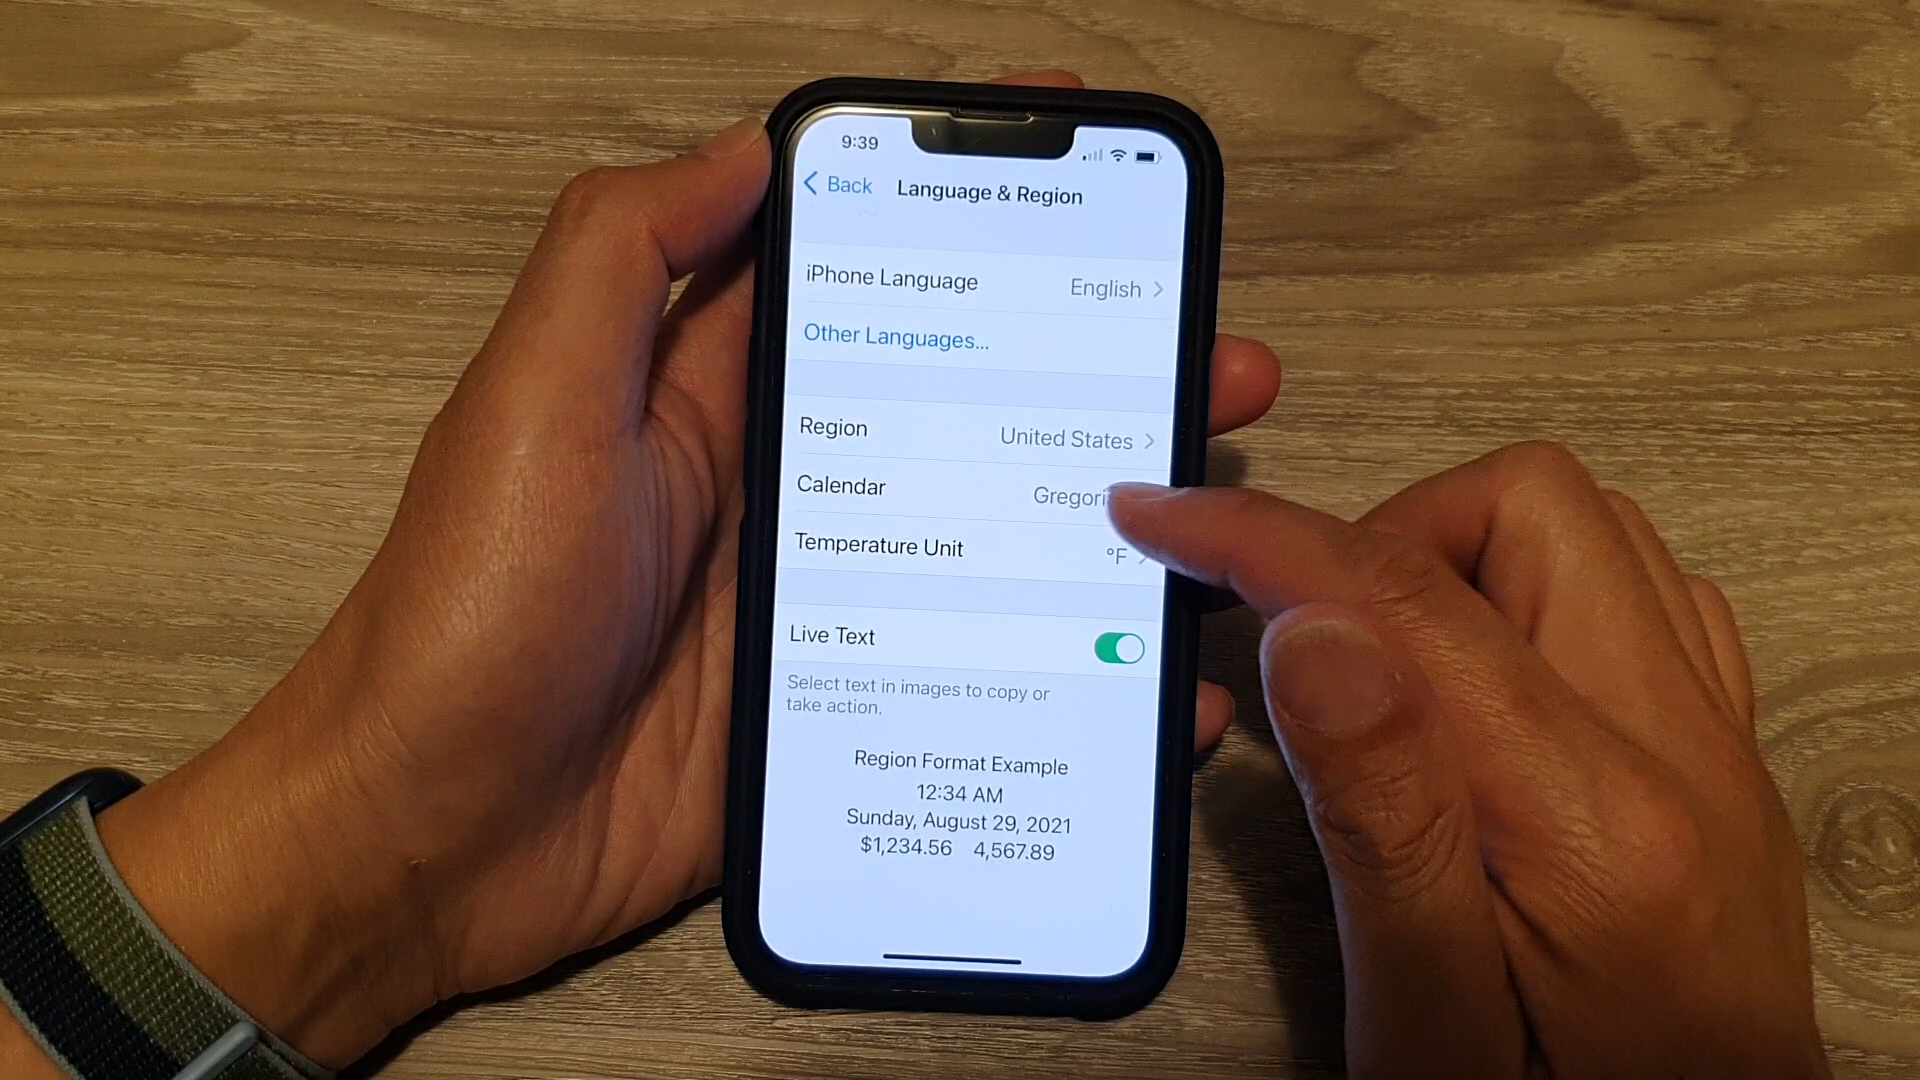 9:39
Back Language & Region
iPhone Language English
Other Languages...
Region United States
Calendar
Temperature Unit °F
Live Text
Select text in images to copy or
take action.
Region Format Example
12:34 AM
Sunday, August 29, 2021
$1,234.56 4,567.89